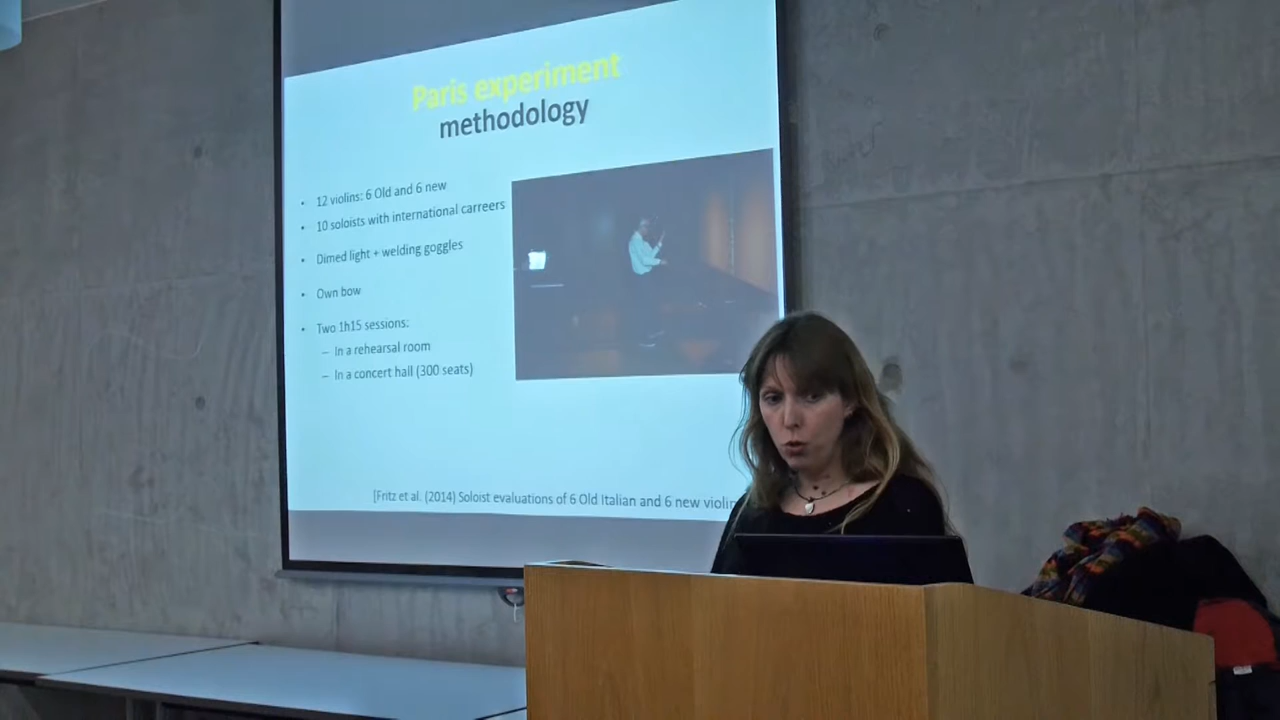 Paris experiment
methodology
• 12 violins: 6 Old and 6 new
• 10 soloists with international carreers
• Dimed light + welding goggles
• Own bow
• Two 1h15 sessions:
– In a rehearsal room
– In a concert hall (300 seats)
[Fritz et al. (2014) Soloist evaluations of 6 Old Italian and 6 new violin